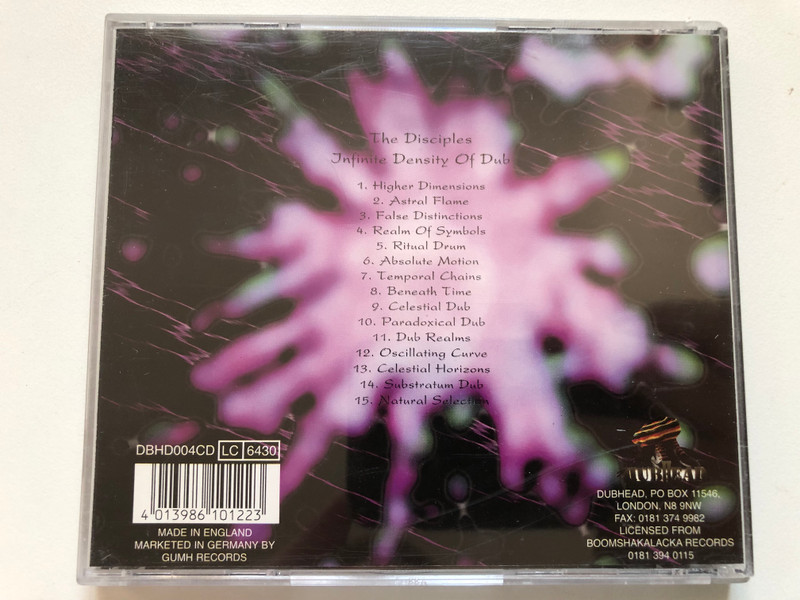 The Disciples
Infinite Density Of Dub
1. Higher Dimensions
2. Astral Flame
3. False Distinctions
4. Realm Of Symbols
5. Ritual Drum
6. Absolute Motion
7. Temporal Chains
8. Beneath Time
9. Celestial Dub
10. Paradoxical Dub
11. Dub Realms
12. Oscillating Curve
13. Celestial Horizons
14. Substratum Dub
15. Natural Selection
DBHD004CD LC 6430
4 013986 101223
MADE IN ENGLAND
MARKETED IN GERMANY BY
GUMH RECORDS
DUBHEAD
DUBHEAD, PO BOX 11546,
LONDON, N8 9NW
FAX: 0181 374 9982
LICENSED FROM
BOOMSHAKALACKA RECORDS
0181 394 0115